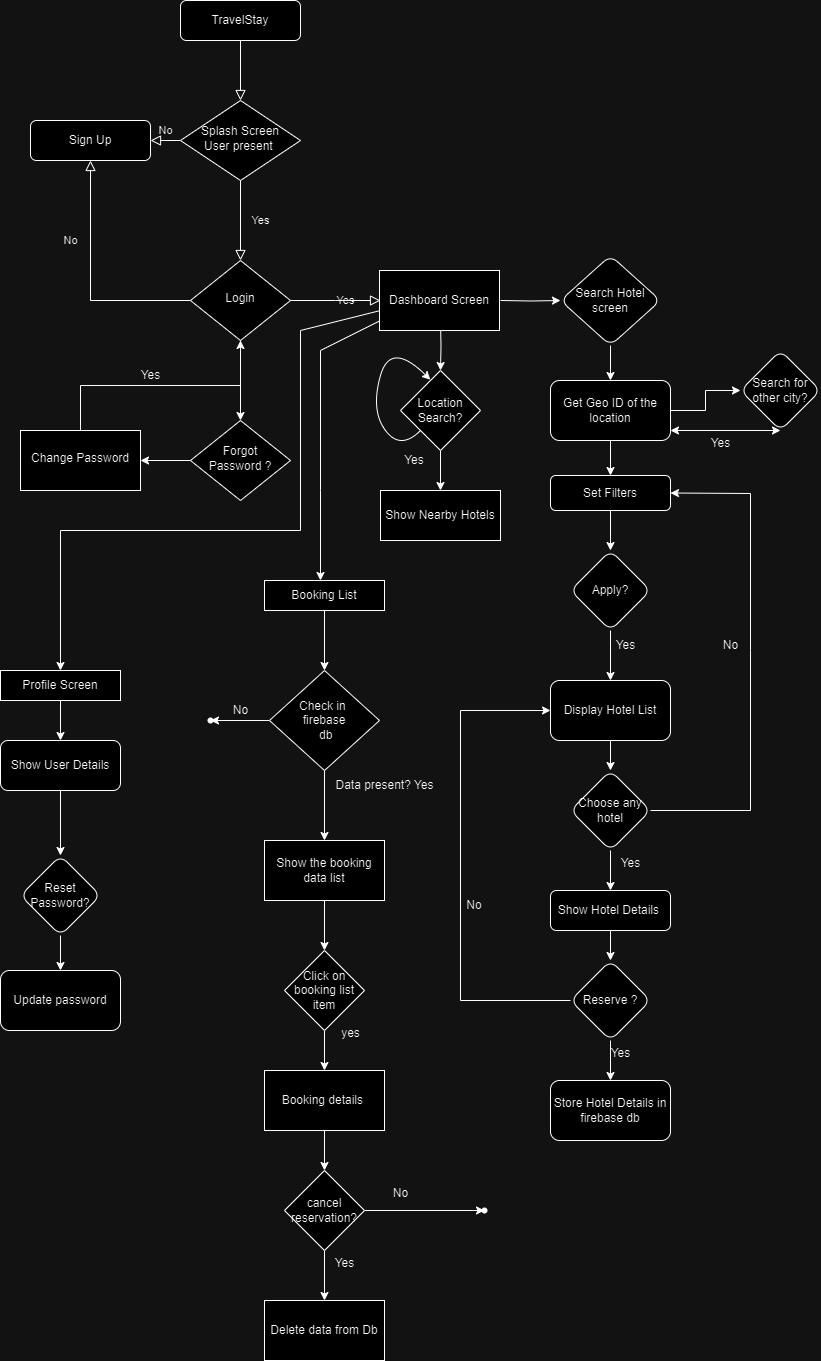 TravelStay
Splash Screen
User present
No
Sign Up
Yes
No
Login
Yes
Dashboard Screen
Search Hotel
screen
Yes
Change Password
Forgot
Password ?
Location
Search?
Yes
Show Nearby Hotels
Get Geo ID of the
location
Search for
other city?
Yes
Set Filters
Apply?
Yes
No
Booking List
Profile Screen
Show User Details
Reset
Password?
Update password
Check in
firebase
db
No
Data present? Yes
Show the booking
data list
Click on
booking list
item
yes
Booking details
cancel
reservation?
No
Yes
Delete data from Db
Display Hotel List
Choose any
hotel
Yes
Show Hotel Details
No
Reserve ?
Yes
Store Hotel Details in
firebase db